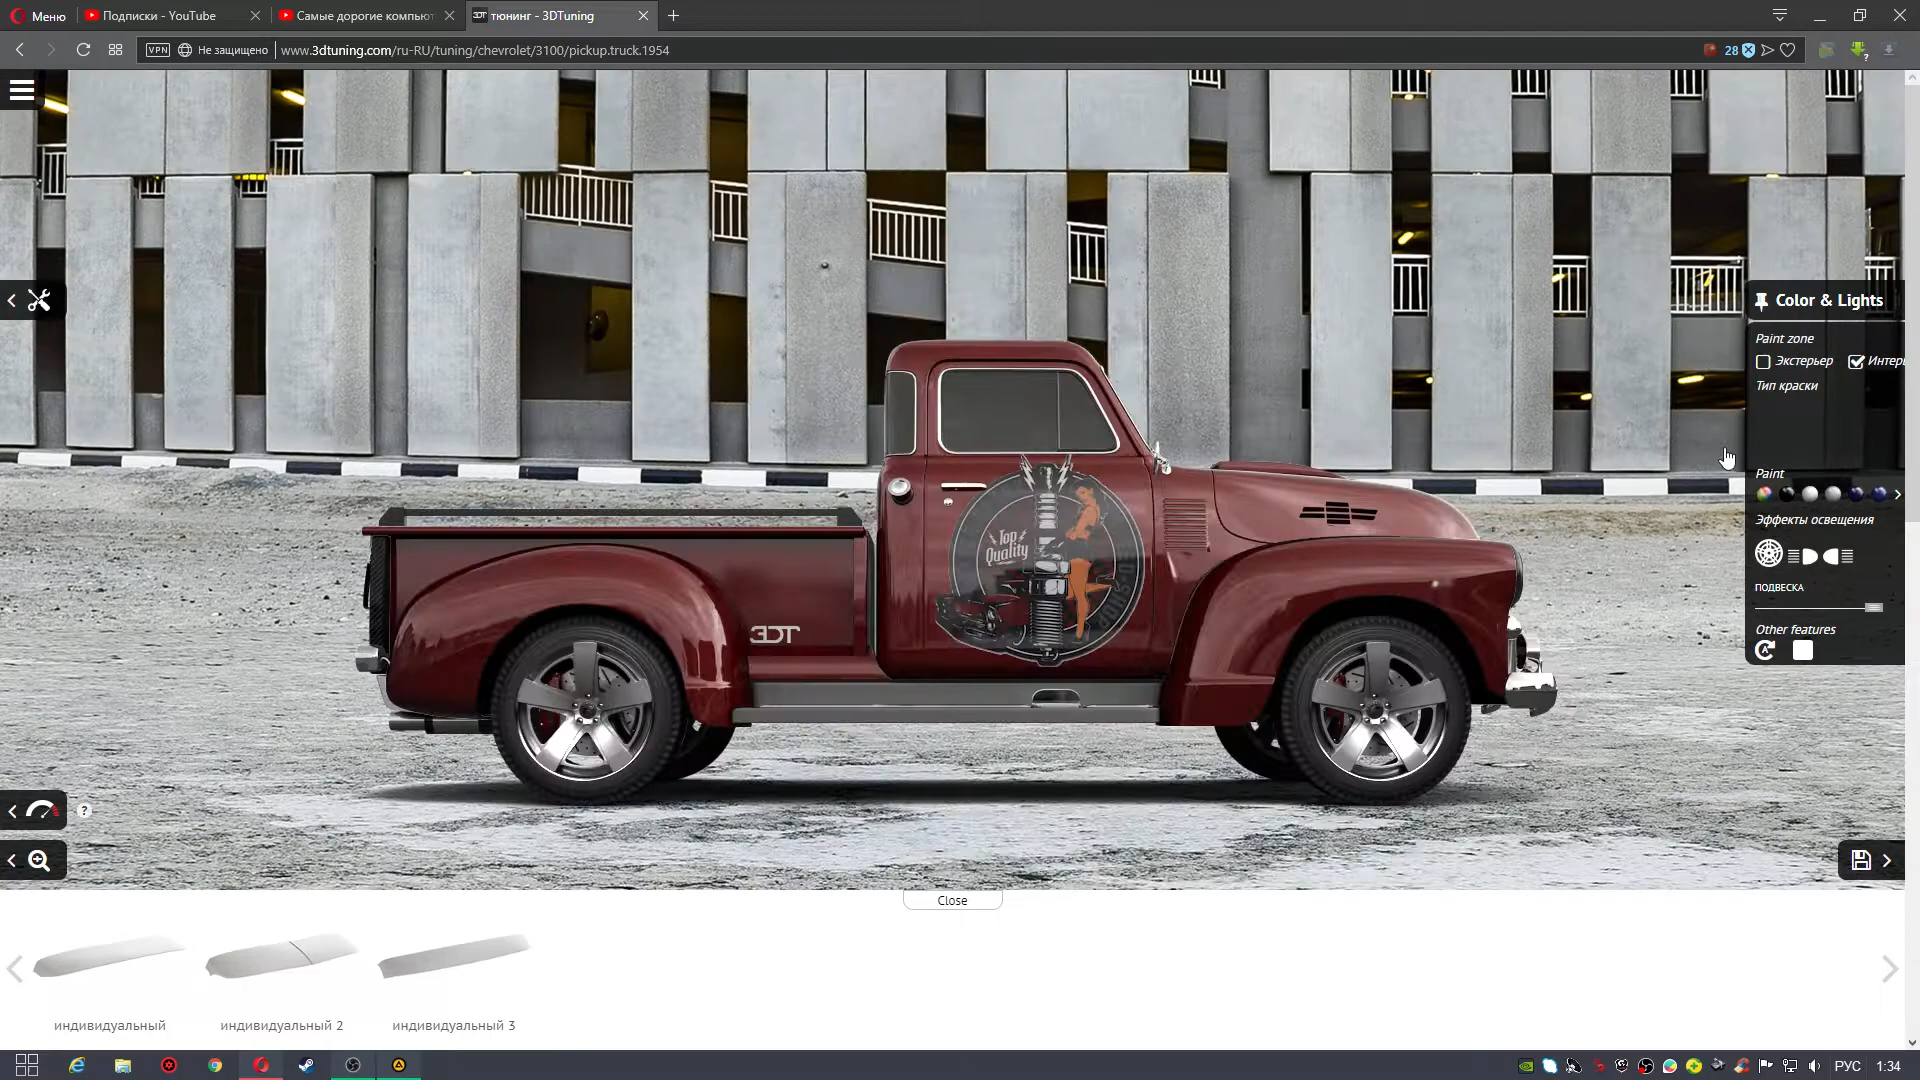 Меню
Подписки - YouTube
Самые дорогие компьют
3DT тюнинг - 3DTuning
VPN
Не защищено
www.3dtuning.com/ru-RU/tuning/chevrolet/3100/pickup.truck.1954
28
Color & Lights
Paint zone
Экстерьер
Интерь
Тип краски
Paint
Эффекты освещения
ПОДВЕСКА
Other features
Top
Quality
3DT
?
Close
индивидуальный
индивидуальный 2
индивидуальный 3
РУС
1:34